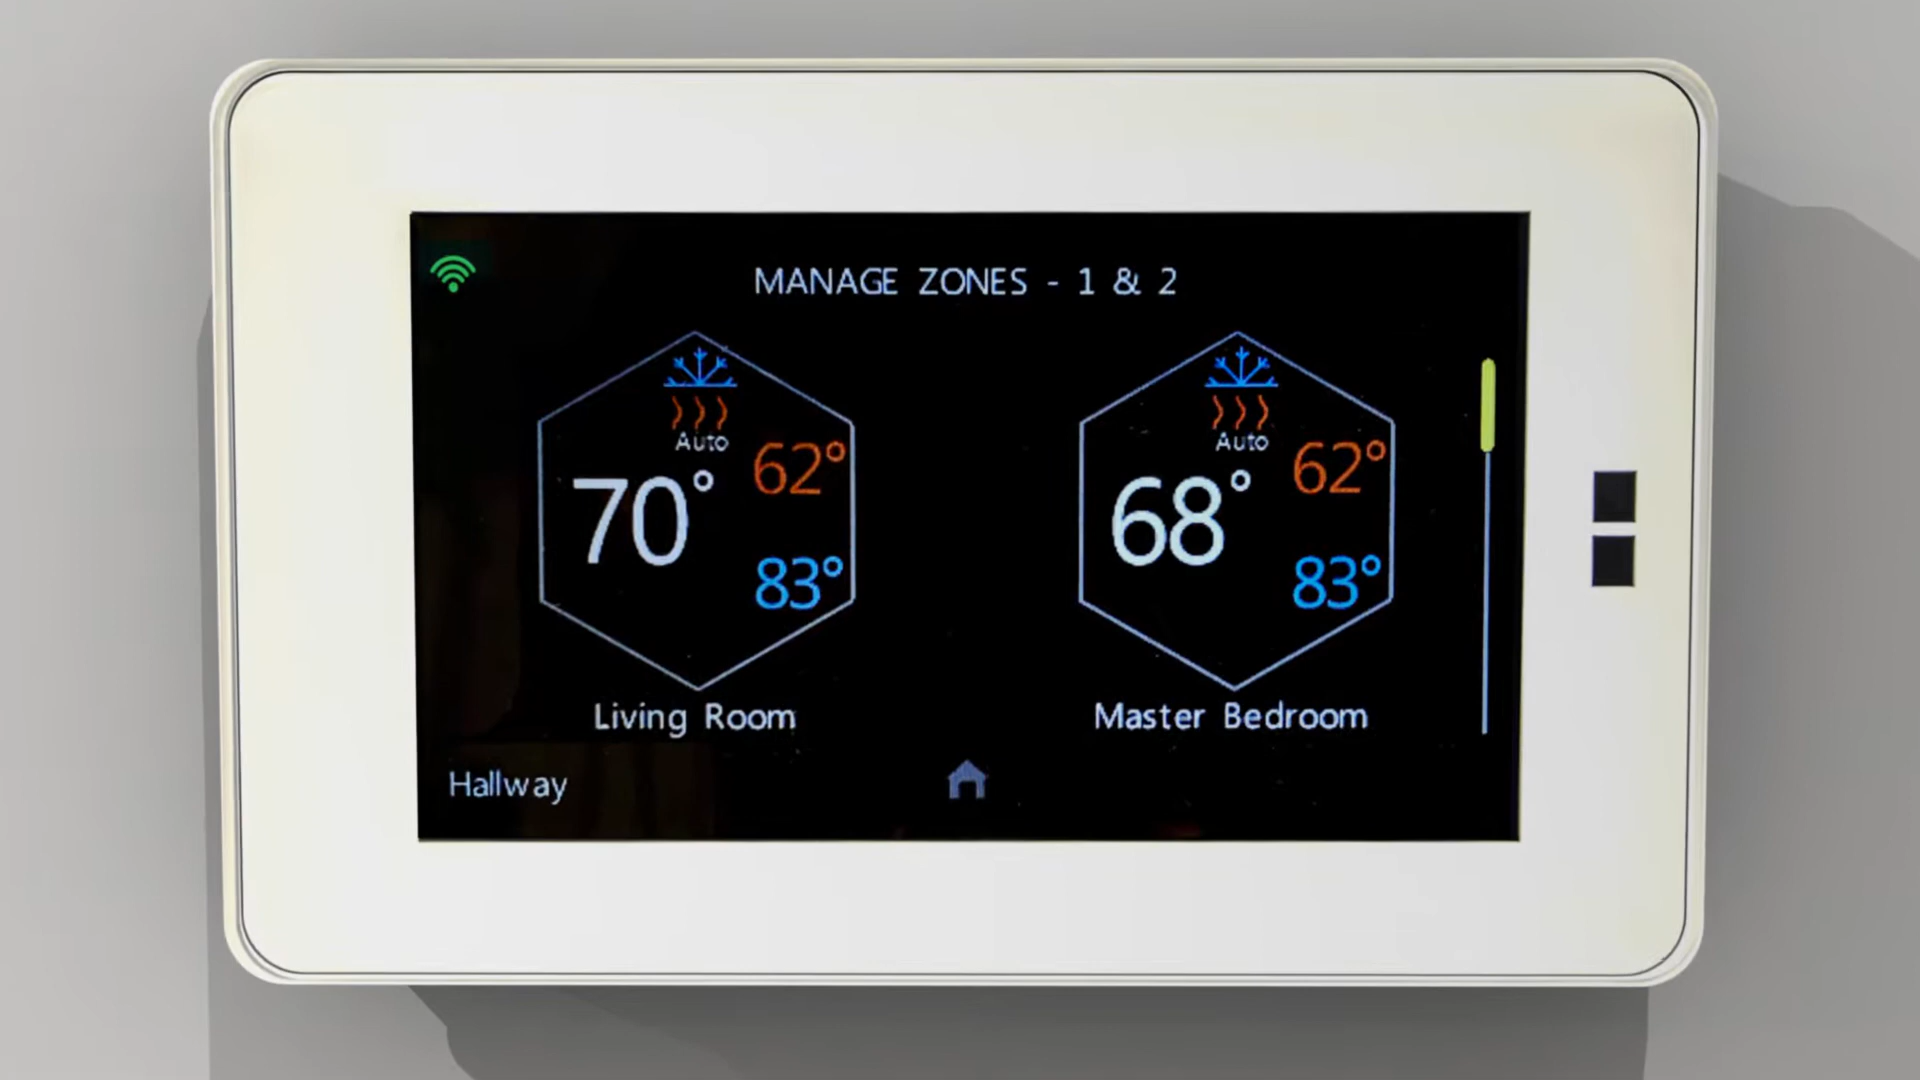 MANAGE ZONES - 1 & 2
Auto
70°
62°
83°
Living Room
Auto
68°
62°
83°
Master Bedroom
Hallway